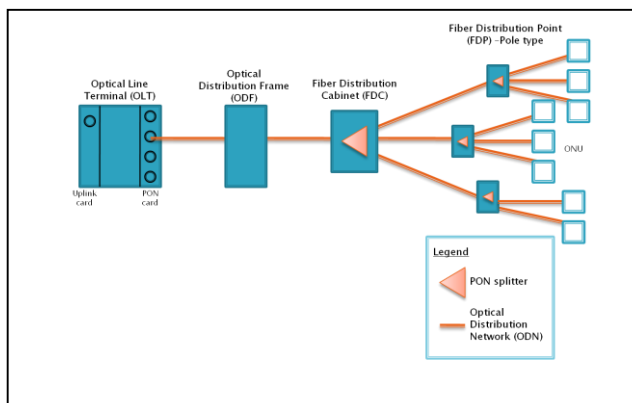 Fiber Distribution Point
(FDP) –Pole type
Optical Line
Terminal (OLT)
Optical
Distribution Frame
(ODF)
Fiber Distribution
Cabinet (FDC)
ONU
Uplink
card
PON
card
Legend
PON splitter
Optical
Distribution
Network (ODN)